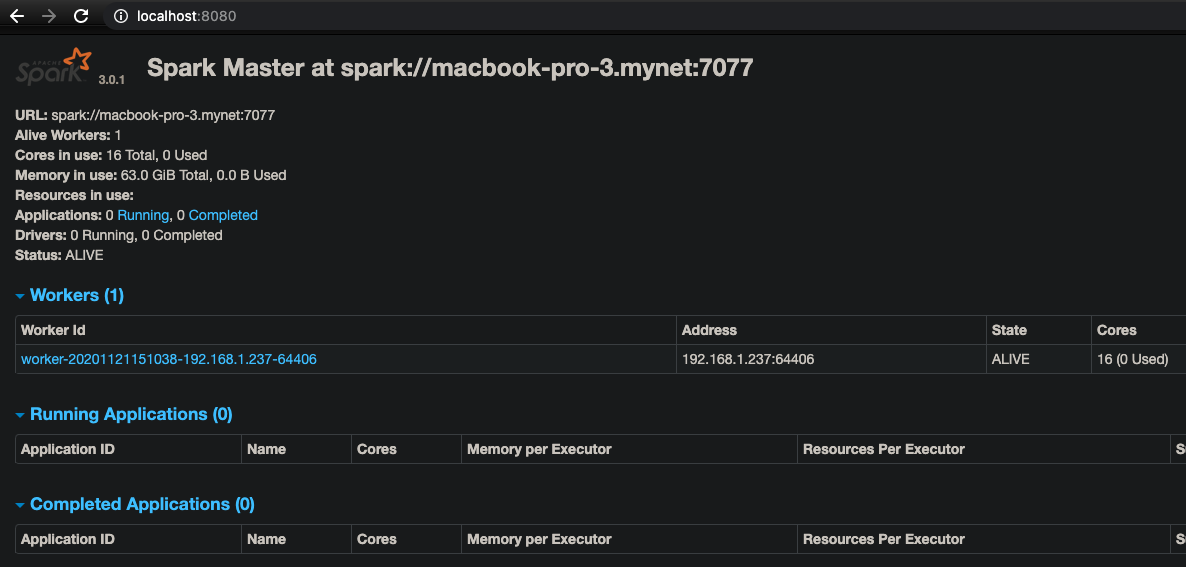 localhost:8080
APACHE Spark 3.0.1 Spark Master at spark://macbook-pro-3.mynet:7077
URL: spark://macbook-pro-3.mynet:7077
Alive Workers: 1
Cores in use: 16 Total, 0 Used
Memory in use: 63.0 GiB Total, 0.0 B Used
Resources in use:
Applications: 0 Running, 0 Completed
Drivers: 0 Running, 0 Completed
Status: ALIVE
Workers (1)
Worker Id Address State Cores
worker-20201121151038-192.168.1.237-64406 192.168.1.237:64406 ALIVE 16 (0 Used)
Running Applications (0)
Application ID Name Cores Memory per Executor Resources Per Executor
Completed Applications (0)
Application ID Name Cores Memory per Executor Resources Per Executor